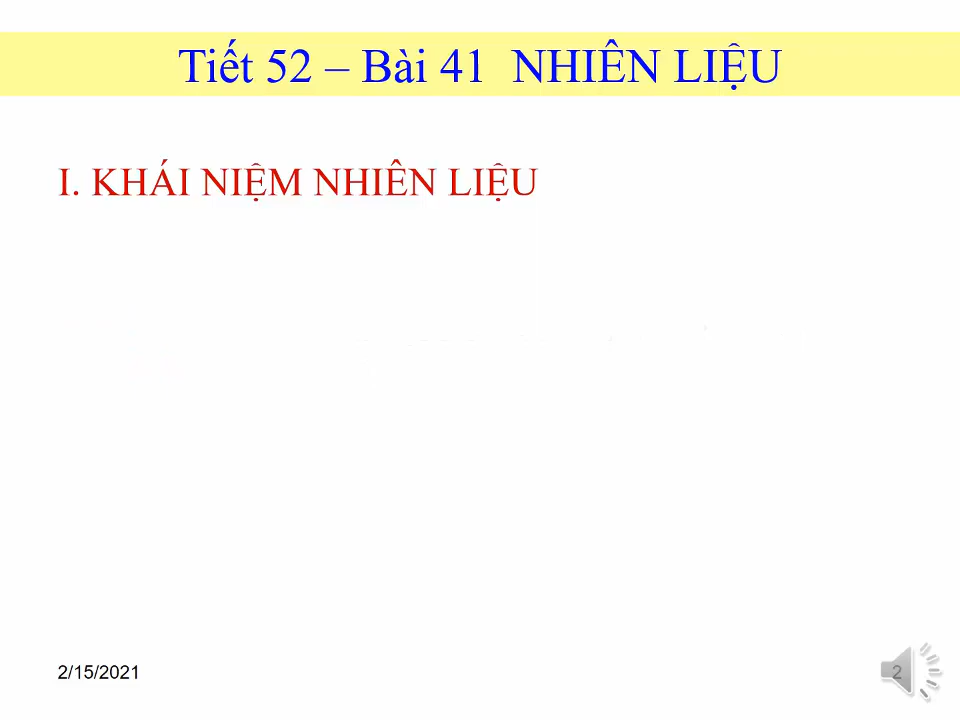 Tiết 52 – Bài 41 NHIÊN LIỆU
I. KHÁI NIỆM NHIÊN LIỆU
2/15/2021
2